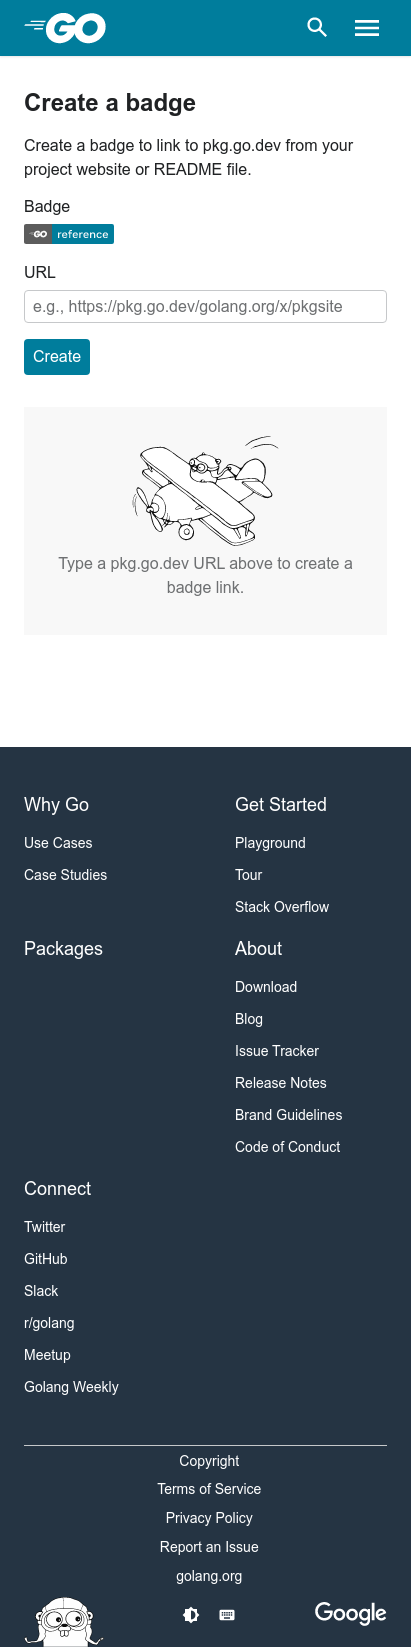 GO
Create a badge
Create a badge to link to pkg.go.dev from your
project website or README file.
Badge
GO reference
URL
e.g., https://pkg.go.dev/golang.org/x/pkgsite
Create
Type a pkg.go.dev URL above to create a
badge link.
Why Go
Use Cases
Case Studies
Get Started
Playground
Tour
Stack Overflow
Packages
About
Download
Blog
Issue Tracker
Release Notes
Brand Guidelines
Code of Conduct
Connect
Twitter
GitHub
Slack
r/golang
Meetup
Golang Weekly
Copyright
Terms of Service
Privacy Policy
Report an Issue
golang.org
Google